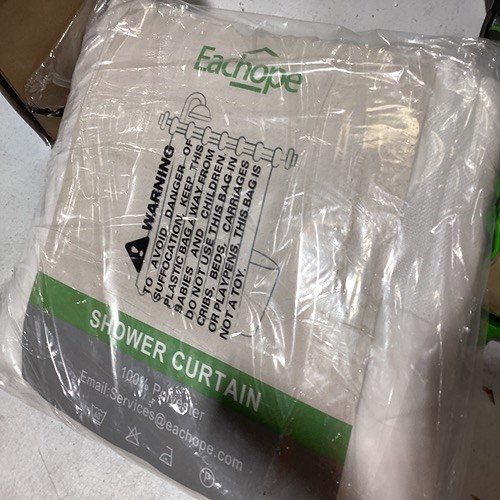 Eachope
WARNING
TO AVOID DANGER OF
SUFFOCATION, KEEP THIS
PLASTIC BAG AWAY FROM
BABIES AND CHILDREN.
DO NOT USE THIS BAG IN
CRIBS, BEDS, CARRIAGES
OR PLAYPENS. THIS BAG IS
NOT A TOY.
SHOWER CURTAIN
100% Polyester
Email:Services@eachope.com